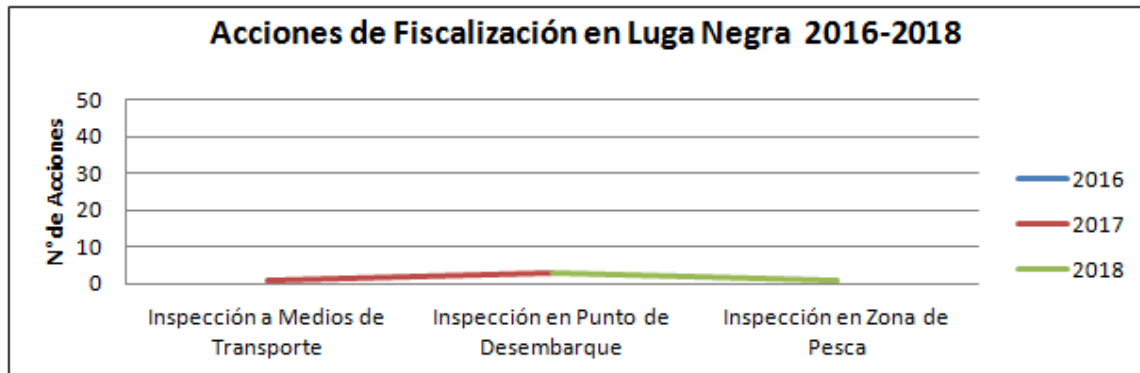 Acciones de Fiscalización en Luga Negra 2016-2018
N° de Acciones
50
40
30
20
10
0
Inspección a Medios de
Transporte
Inspección en Punto de
Desembarque
Inspección en Zona de
Pesca
2016
2017
2018